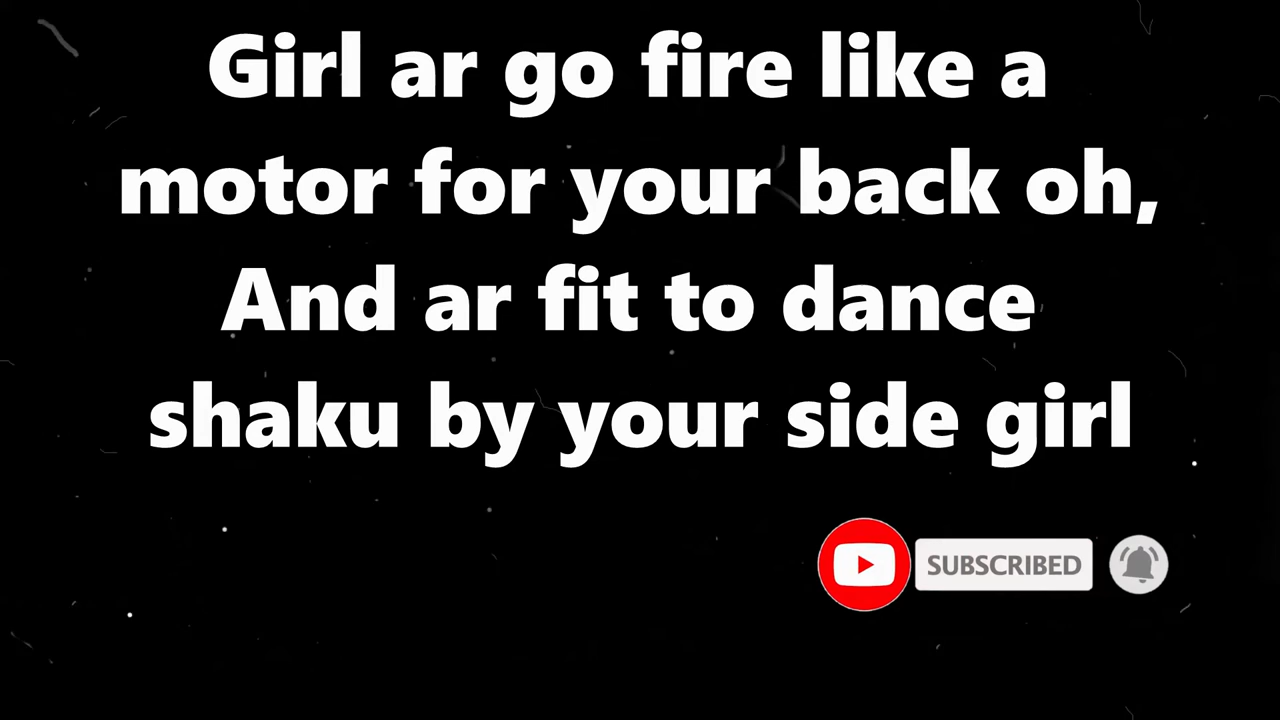 Girl ar go fire like a
motor for your back oh,
And ar fit to dance
shaku by your side girl
SUBSCRIBED